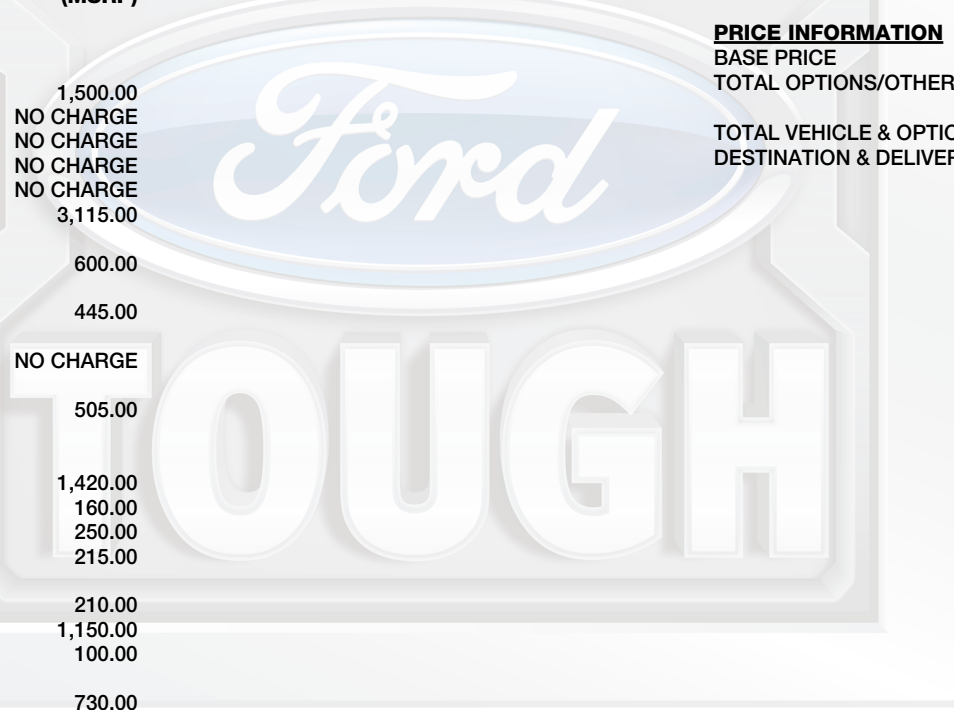 (MSRP)
1,500.00
NO CHARGE
NO CHARGE
NO CHARGE
NO CHARGE
3,115.00
600.00
445.00
NO CHARGE
505.00
1,420.00
160.00
250.00
215.00
210.00
1,150.00
100.00
730.00
PRICE INFORMATION
BASE PRICE
TOTAL OPTIONS/OTHER
TOTAL VEHICLE & OPTIO
DESTINATION & DELIVER
Ford
TOUGH